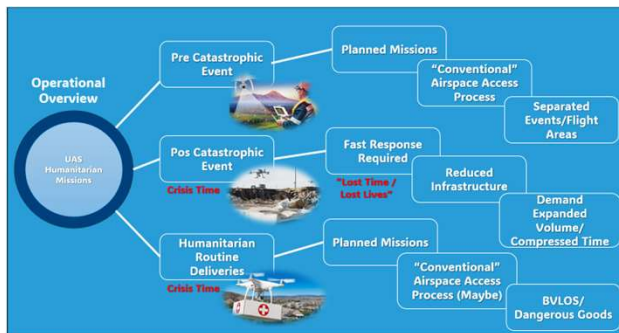 Operational
Overview
UAS
Humanitarian
Missions
Pre Catastrophic
Event
Planned Missions
"Conventional"
Airspace Access
Process
Separated
Events/Flight
Areas
Pos Catastrophic
Event
Crisis Time
Fast Response
Required
"Lost Time /
Lost Lives"
Reduced
Infrastructure
Demand
Expanded
Volume/
Compressed Time
Humanitarian
Routine
Deliveries
Crisis Time
Planned Missions
"Conventional"
Airspace Access
Process (Maybe)
BVLOS/
Dangerous Goods